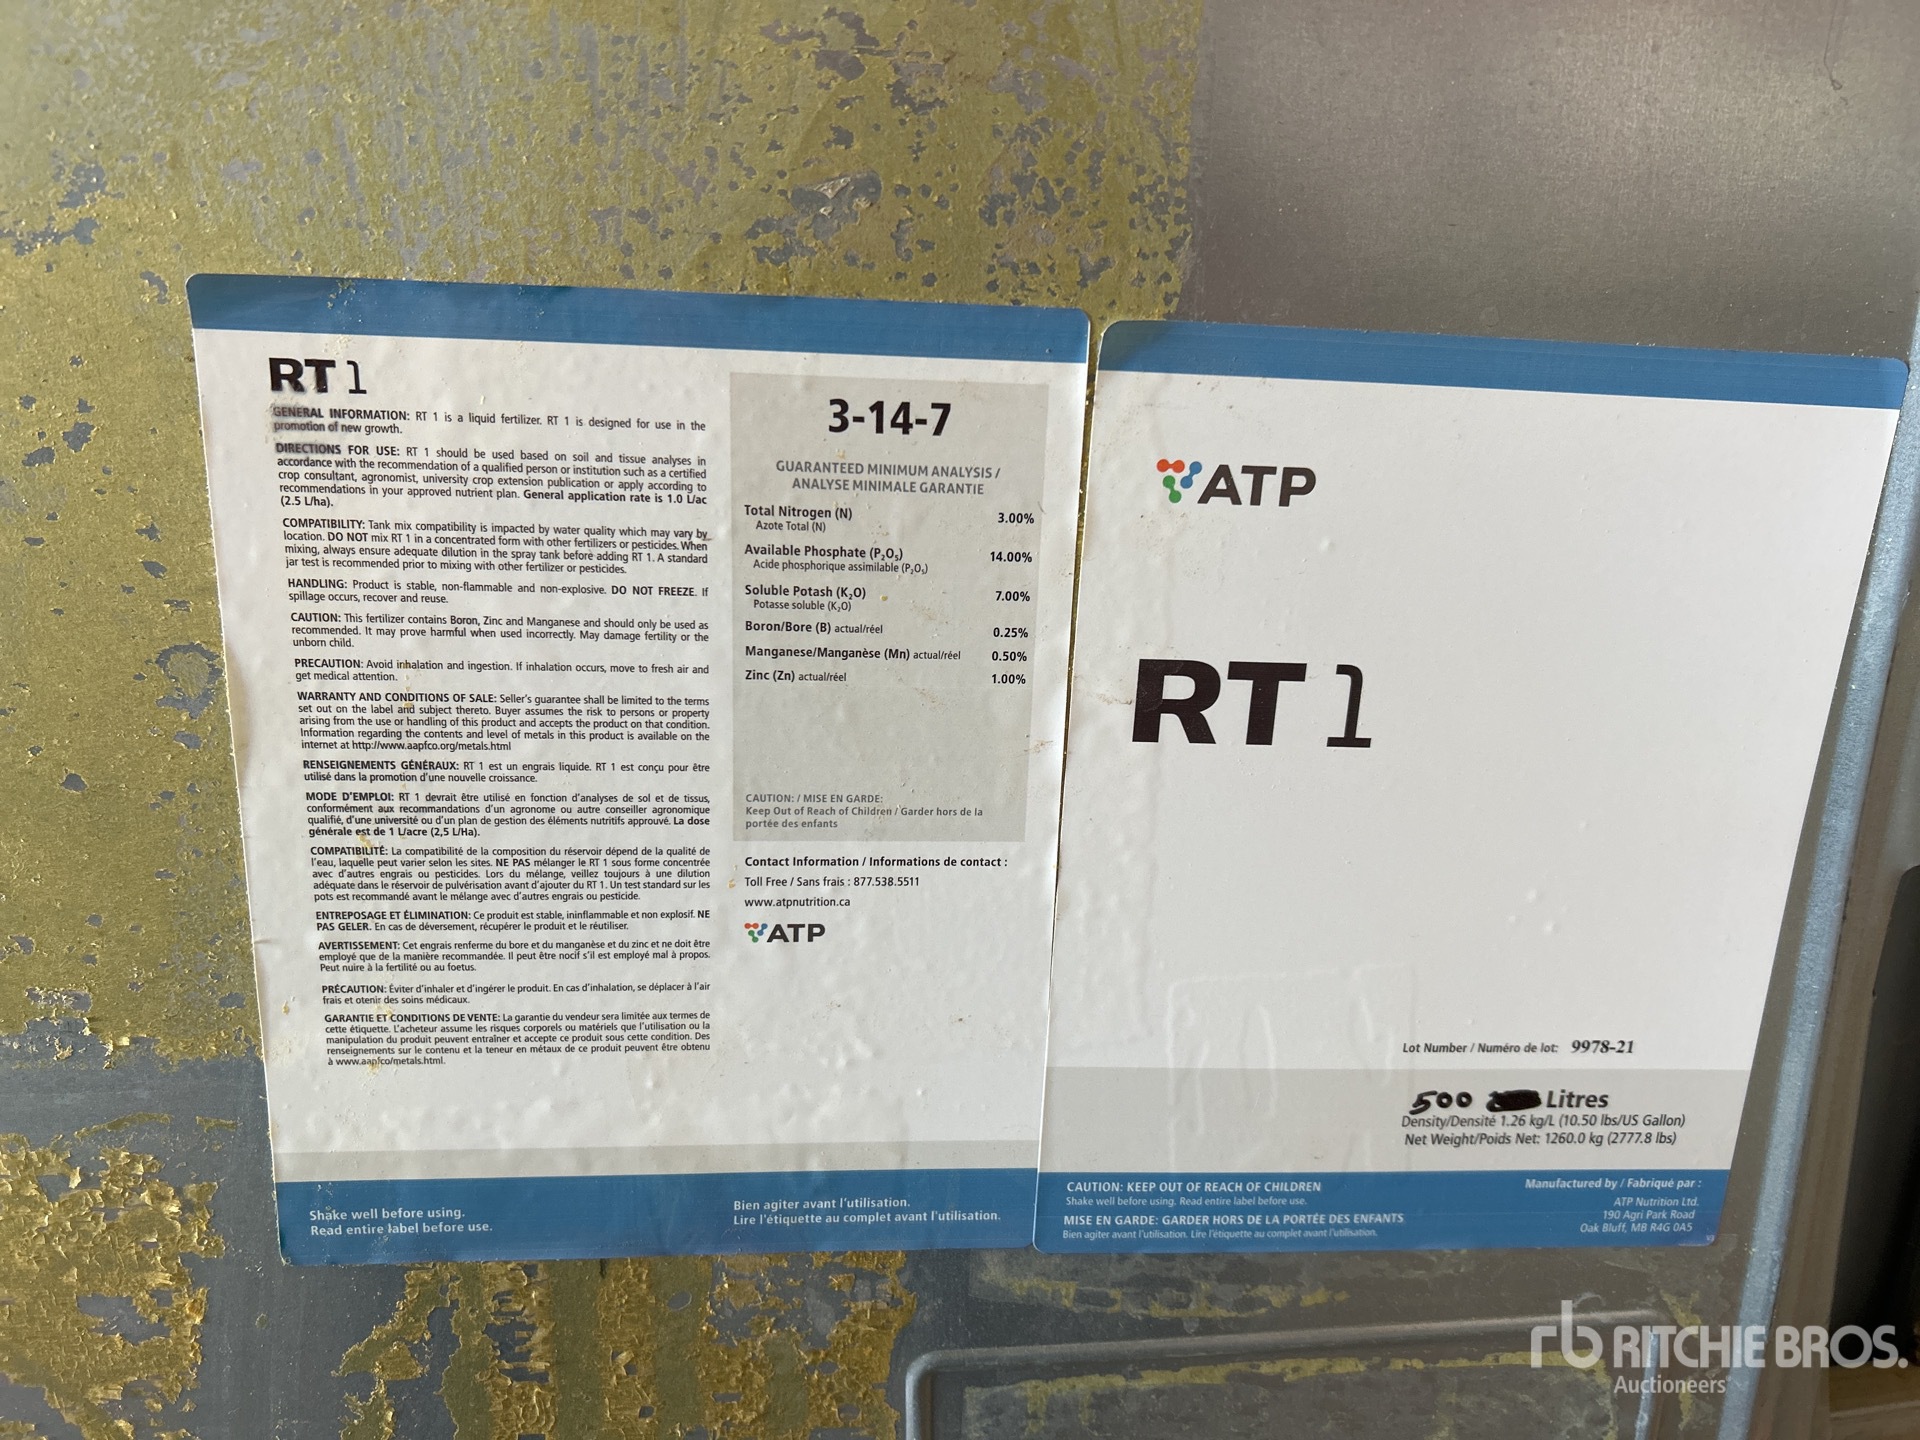 RT 1
GENERAL INFORMATION: RT 1 is a liquid fertilizer. RT 1 is designed for use in the
promotion of new growth.
DIRECTIONS FOR USE: RT 1 should be used based on soil and tissue analyses in
accordance with the recommendation of a qualified person or institution such as a certified
crop consultant, agronomist, university crop extension publication or apply according to
recommendations in your approved nutrient plan. General application rate is 1.0 L/ac
(2.5 L/ha).
COMPATIBILITY: Tank mix compatibility is impacted by water quality which may vary by
location. DO NOT mix RT 1 in a concentrated form with other fertilizers or pesticides. When
mixing, always ensure adequate dilution in the spray tank before adding RT 1. A standard
jar test is recommended prior to mixing with other fertilizer or pesticides.
HANDLING: Product is stable, non-flammable and non-explosive. DO NOT FREEZE. If
spillage occurs, recover and reuse.
CAUTION: This fertilizer contains Boron, Zinc and Manganese and should only be used as
recommended. It may prove harmful when used incorrectly. May damage fertility or the
unborn child.
PRECAUTION: Avoid inhalation and ingestion. If inhalation occurs, move to fresh air and
get medical attention.
WARRANTY AND CONDITIONS OF SALE: Seller's guarantee shall be limited to the terms
set out on the label and subject thereto. Buyer assumes the risk to persons or property
arising from the use or handling of this product and accepts the product on that condition.
Information regarding the contents and level of metals in this product is available on the
internet at http://www.aapfco.org/metals.html
RENSEIGNEMENTS GÉNÉRAUX: RT 1 est un engrais liquide. RT 1 est conçu pour être
utilisé dans la promotion d'une nouvelle croissance.
MODE D'EMPLOI: RT 1 devrait être utilisé en fonction d'analyses de sol et de tissus,
conformément aux recommandations d'un agronome ou autre conseiller agronomique
qualifié, d'une université ou d'un plan de gestion des éléments nutritifs approuvé. La dose
générale est de 1 L/acre (2,5 L/Ha).
COMPATIBILITÉ: La compatibilité de la composition du réservoir dépend de la qualité de
l'eau, laquelle peut varier selon les sites. NE PAS mélanger le RT 1 sous forme concentrée
avec d'autres engrais ou pesticides. Lors du mélange, veillez toujours à une dilution
adéquate dans le réservoir de pulvérisation avant d'ajouter du RT 1. Un test standard sur les
pots est recommandé avant le mélange avec d'autres engrais ou pesticide.
ENTREPOSAGE ET ÉLIMINATION: Ce produit est stable, ininflammable et non explosif. NE
PAS GELER. En cas de déversement, récupérer le produit et le réutiliser.
AVERTISSEMENT: Cet engrais renferme du bore et du manganèse et du zinc et ne doit être
employé que de la manière recommandée. Il peut être nocif s'il est employé mal à propos.
Peut nuire à la fertilité ou au foetus.
PRÉCAUTION: Éviter d'inhaler et d'ingérer le produit. En cas d'inhalation, se déplacer à l'air
frais et otenir des soins médicaux.
GARANTIE ET CONDITIONS DE VENTE: La garantie du vendeur sera limitée aux termes de
cette étiquette. L'acheteur assume les risques corporels ou matériels que l'utilisation ou la
manipulation du produit peuvent entraîner et accepte ce produit sous cette condition. Des
renseignements sur le contenu et la teneur en métaux de ce produit peuvent être obtenu
à www.aapfco/metals.html.
3-14-7
GUARANTEED MINIMUM ANALYSIS /
ANALYSE MINIMALE GARANTIE
Total Nitrogen (N) 3.00%
Azote Total (N)
Available Phosphate (P₂O₅) 14.00%
Acide phosphorique assimilable (P₂O₅)
Soluble Potash (K₂O) 7.00%
Potasse soluble (K₂O)
Boron/Bore (B) actual/réel 0.25%
Manganese/Manganèse (Mn) actual/réel 0.50%
Zinc (Zn) actual/réel 1.00%
CAUTION: / MISE EN GARDE:
Keep Out of Reach of Children / Garder hors de la
portée des enfants
Contact Information / Informations de contact :
Toll Free / Sans frais : 877.538.5511
www.atpnutrition.ca
ATP
Shake well before using.
Read entire label before use.
Bien agiter avant l'utilisation.
Lire l'étiquette au complet avant l'utilisation.
ATP
RT 1
Lot Number / Numéro de lot: 9978-21
500 Litres
Density/Densité 1.26 kg/L (10.50 lbs/US Gallon)
Net Weight/Poids Net: 1260.0 kg (2777.8 lbs)
CAUTION: KEEP OUT OF REACH OF CHILDREN
Shake well before using. Read entire label before use.
MISE EN GARDE: GARDER HORS DE LA PORTÉE DES ENFANTS
Bien agiter avant l'utilisation. Lire l'étiquette au complet avant l'utilisation.
Manufactured by / Fabriqué par :
ATP Nutrition Ltd.
190 Agri Park Road
Oak Bluff, MB R4G 0A5
V3
rb RITCHIE BROS.
Auctioneers